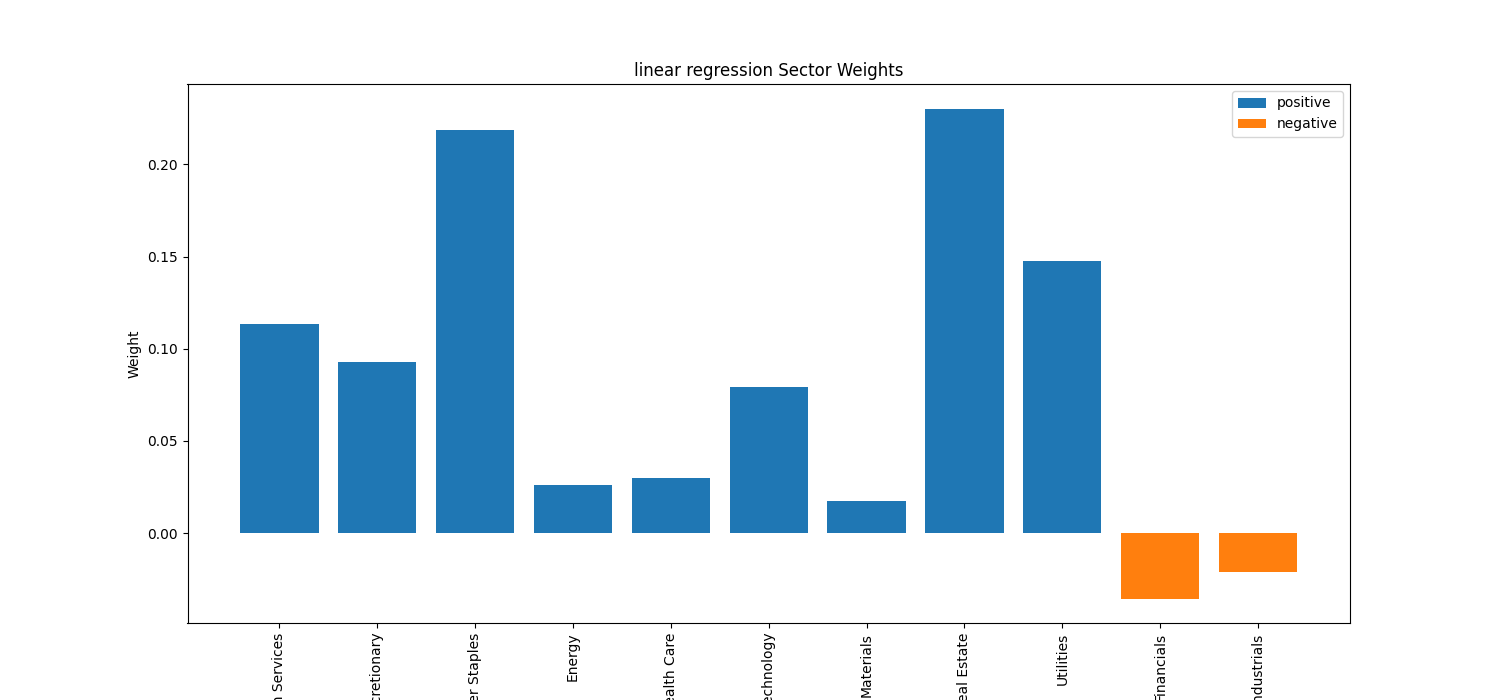 linear regression Sector Weights
positive
negative
Weight
0.20
0.15
0.10
0.05
0.00
n Services
cretionary
er Staples
Energy
ealth Care
echnology
Materials
eal Estate
Utilities
Financials
ndustrials